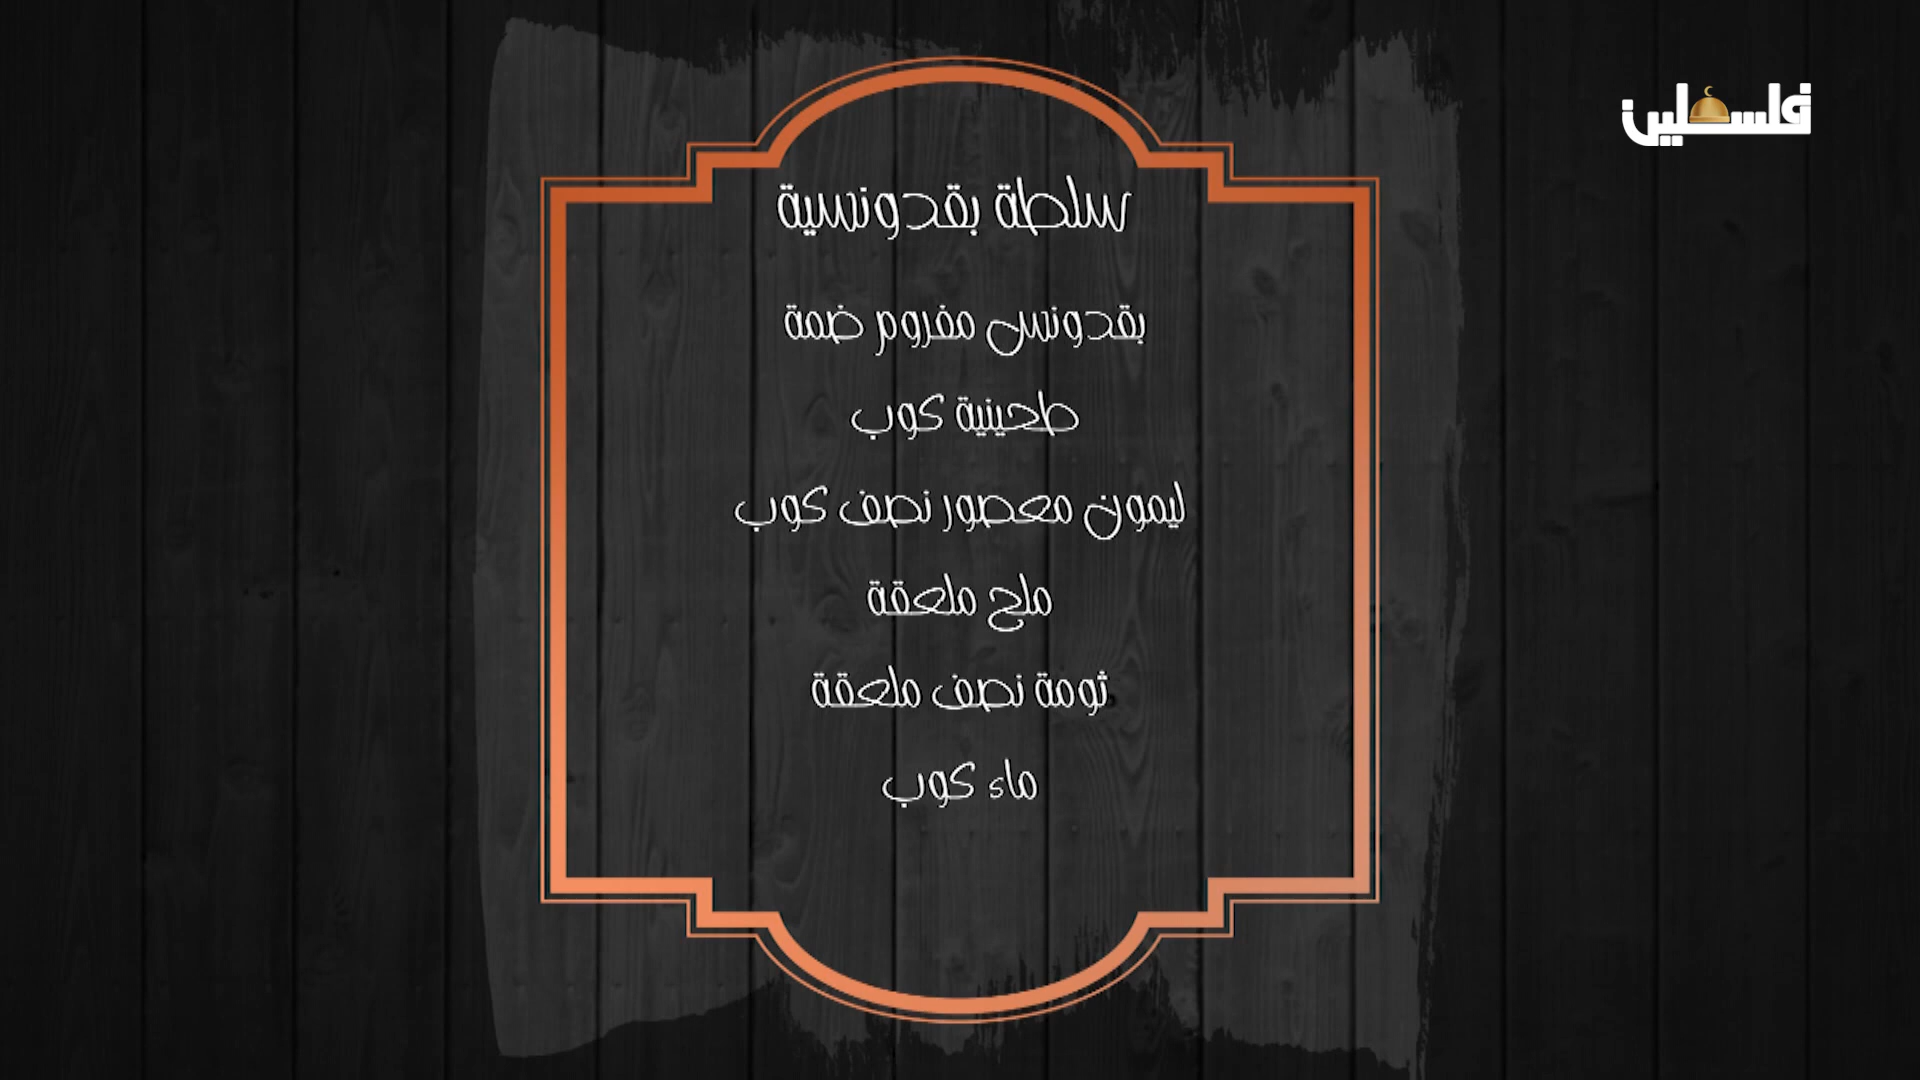 فلسطين
سلطة بقدونسية
بقدونس مفروم ضمة
طحينية كوب
ليمون معصور نصف كوب
ملح ملعقة
ثومة نصف ملعقة
ماء كوب